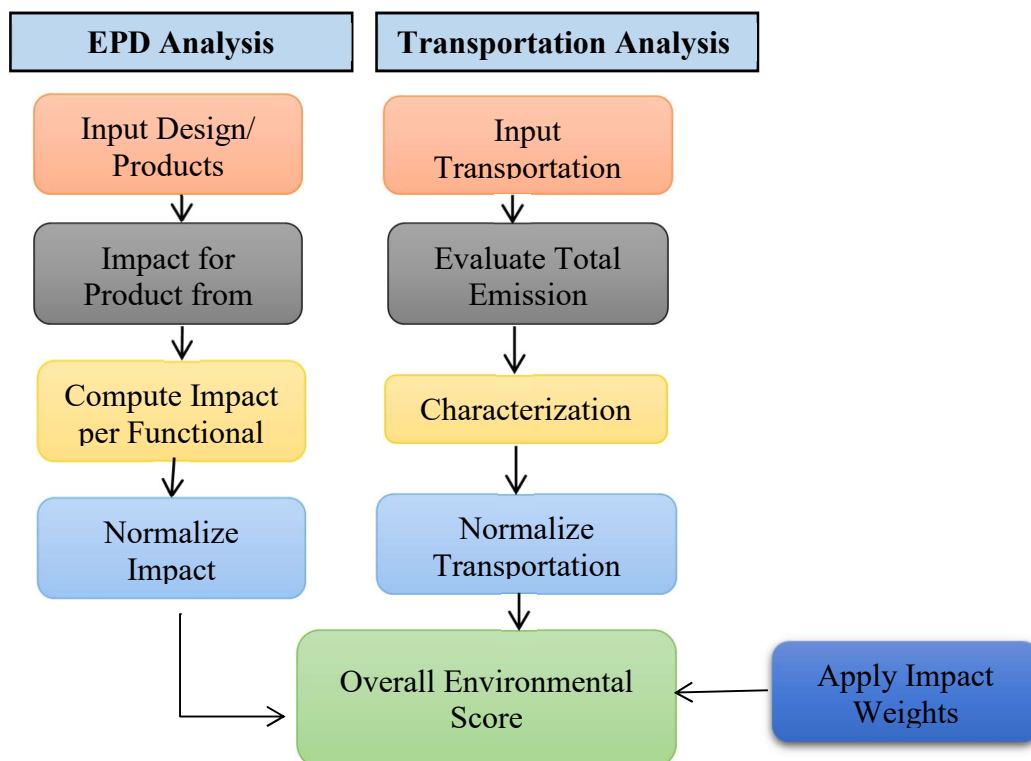 EPD Analysis
Transportation Analysis
Input Design/
Products
Input
Transportation
Impact for
Product from
Evaluate Total
Emission
Compute Impact
per Functional
Characterization
Normalize
Impact
Normalize
Transportation
Overall Environmental
Score
Apply Impact
Weights